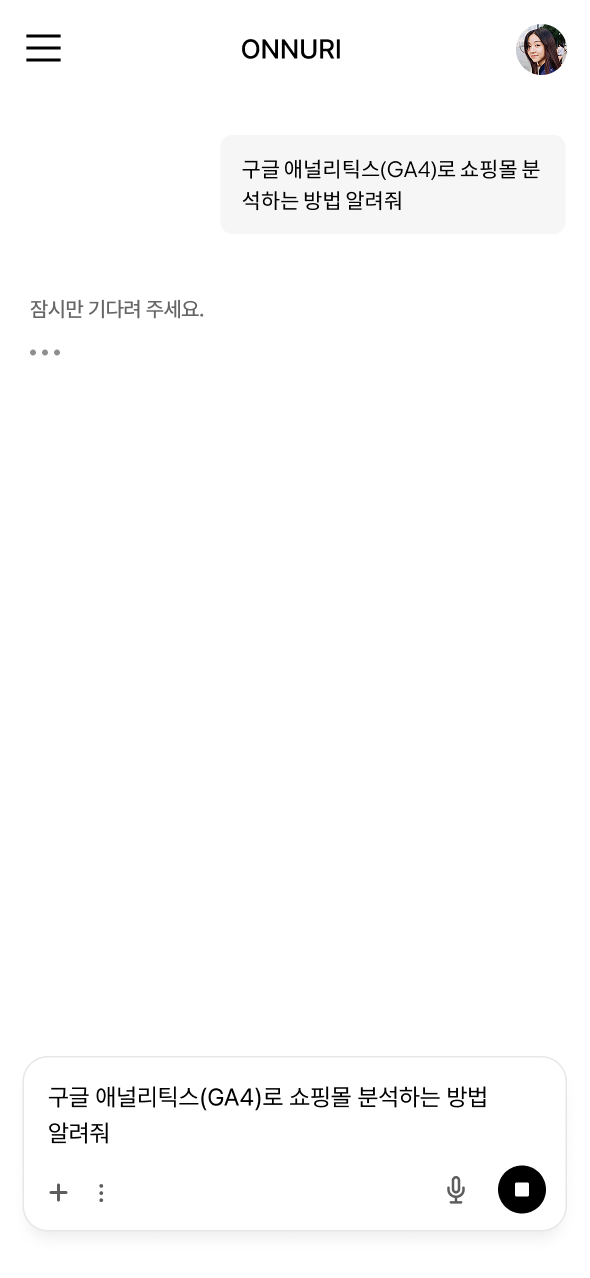 ONNURI
구글 애널리틱스(GA4)로 쇼핑몰 분
석하는 방법 알려줘
잠시만 기다려 주세요.
구글 애널리틱스(GA4)로 쇼핑몰 분석하는 방법
알려줘